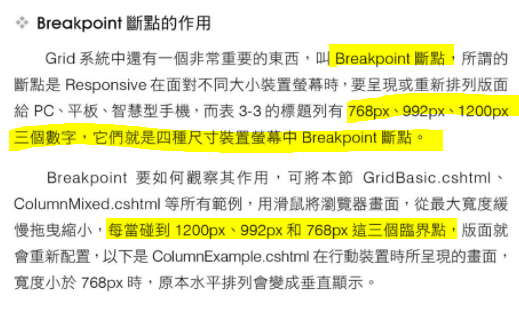 ❖ Breakpoint 斷點的作用
Grid 系統中還有一個非常重要的東西，叫 Breakpoint 斷點，所謂的
斷點是 Responsive 在面對不同大小裝置螢幕時，要呈現或重新排列版面
給 PC、平板、智慧型手機，而表 3-3 的標題列有 768px、992px、1200px
三個數字，它們就是四種尺寸裝置螢幕中 Breakpoint 斷點。
Breakpoint 要如何觀察其作用，可將本節 GridBasic.cshtml、
ColumnMixed.cshtml 等所有範例，用滑鼠將瀏覽器畫面，從最大寬度緩
慢拖曳縮小，每當碰到 1200px、992px 和 768px 這三個臨界點，版面就
會重新配置，以下是 ColumnExample.cshtml 在行動裝置時所呈現的畫面，
寬度小於 768px 時，原本水平排列會變成垂直顯示。